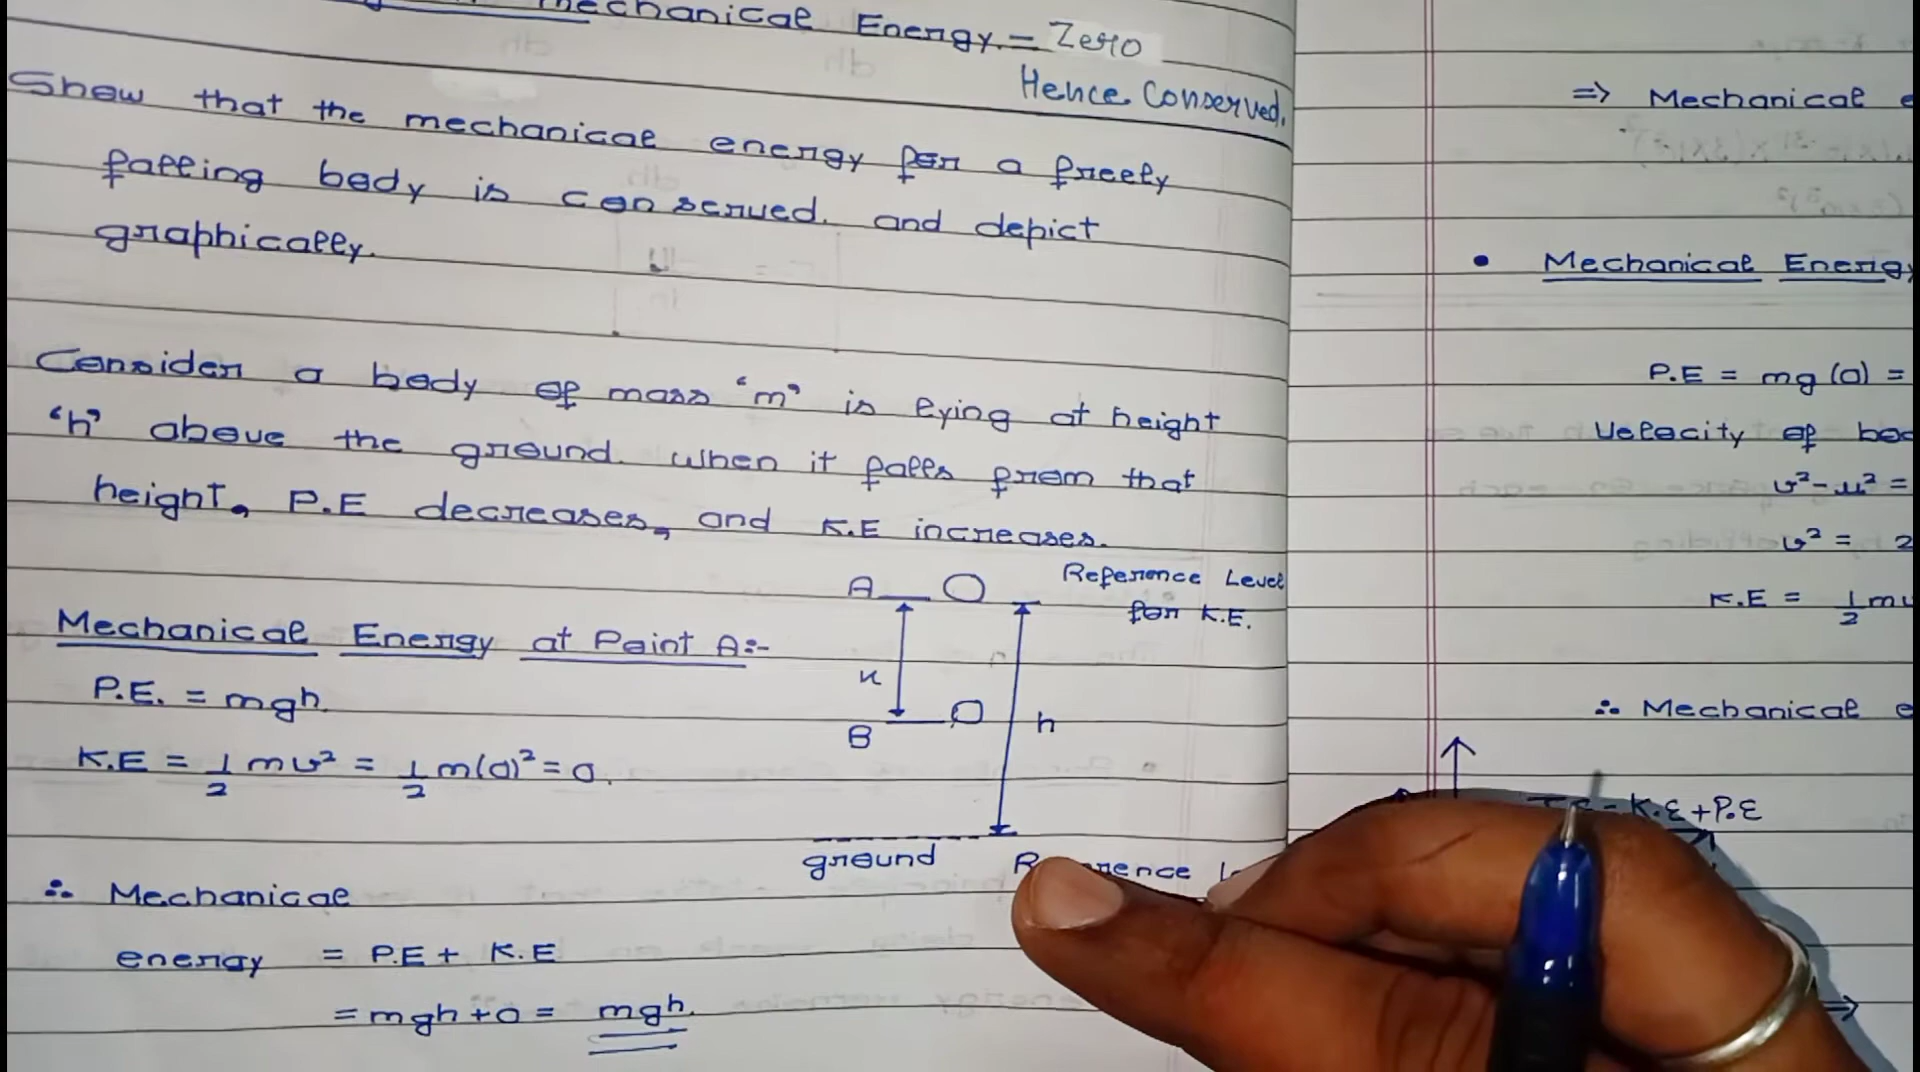 Mechanical Energy = Zero
Hence Conserved.
Show that the mechanical energy for a freely
falling body is conserved. and depict
graphically.
Consider a body of mass 'm' is lying at height
'h' above the ground. when it falls from that
height, P.E decreases, and K.E increases.
A
Reference Level
for K.E.
Mechanical Energy at Point A:-
P.E. = mgh.
x
B
h
K.E = 1/2 mv² = 1/2 m(0)² = 0.
ground
∴ Mechanical
energy = P.E + K.E
= mgh + 0 = mgh.
⇒ Mechanical
• Mechanical Energy
P.E = mg (0) =
Velocity of
v² - u² =
v² = 2
K.E = 1/2
∴ Mechanical
K.E + P.E
⇒